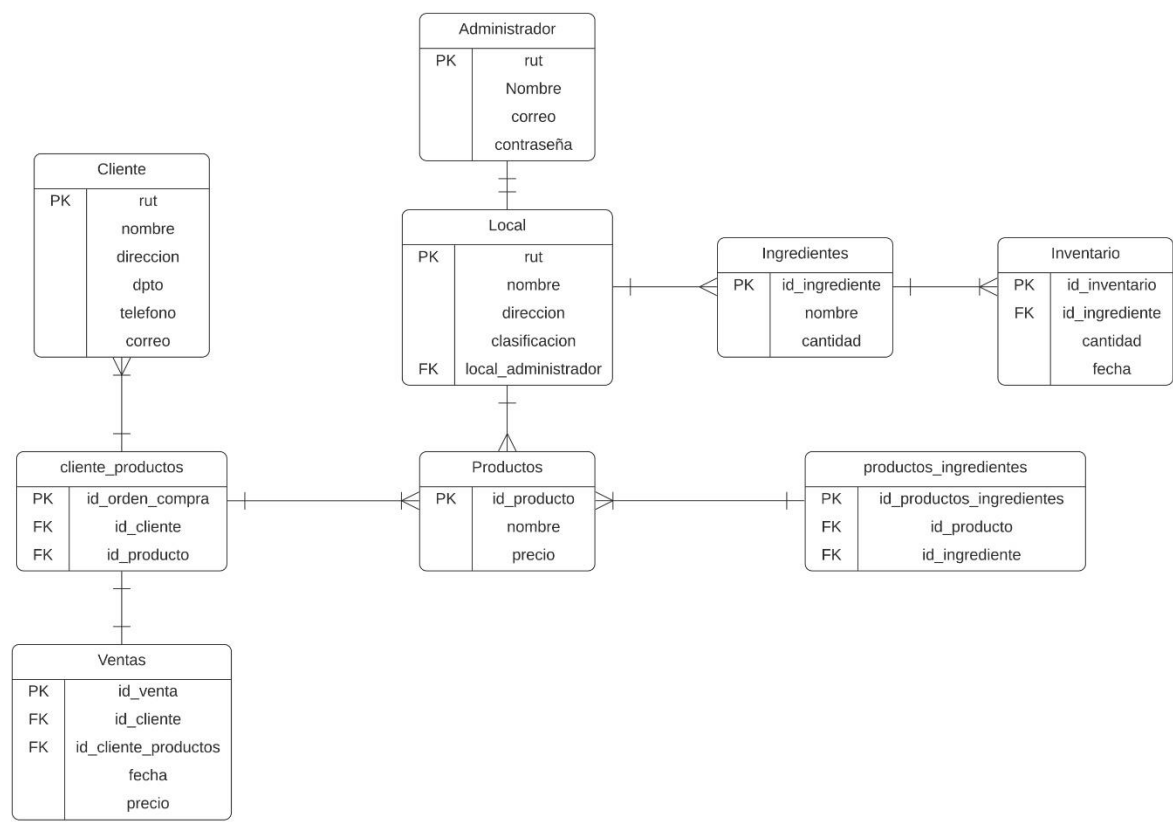 Administrador
PK rut
Nombre
correo
contraseña
Cliente
PK rut
nombre
direccion
dpto
telefono
correo
Local
PK rut
nombre
direccion
clasificacion
FK local_administrador
Ingredientes
PK id_ingrediente
nombre
cantidad
Inventario
PK id_inventario
FK id_ingrediente
cantidad
fecha
cliente_productos
PK id_orden_compra
FK id_cliente
FK id_producto
Productos
PK id_producto
nombre
precio
productos_ingredientes
PK id_productos_ingredientes
FK id_producto
FK id_ingrediente
Ventas
PK id_venta
FK id_cliente
FK id_cliente_productos
fecha
precio